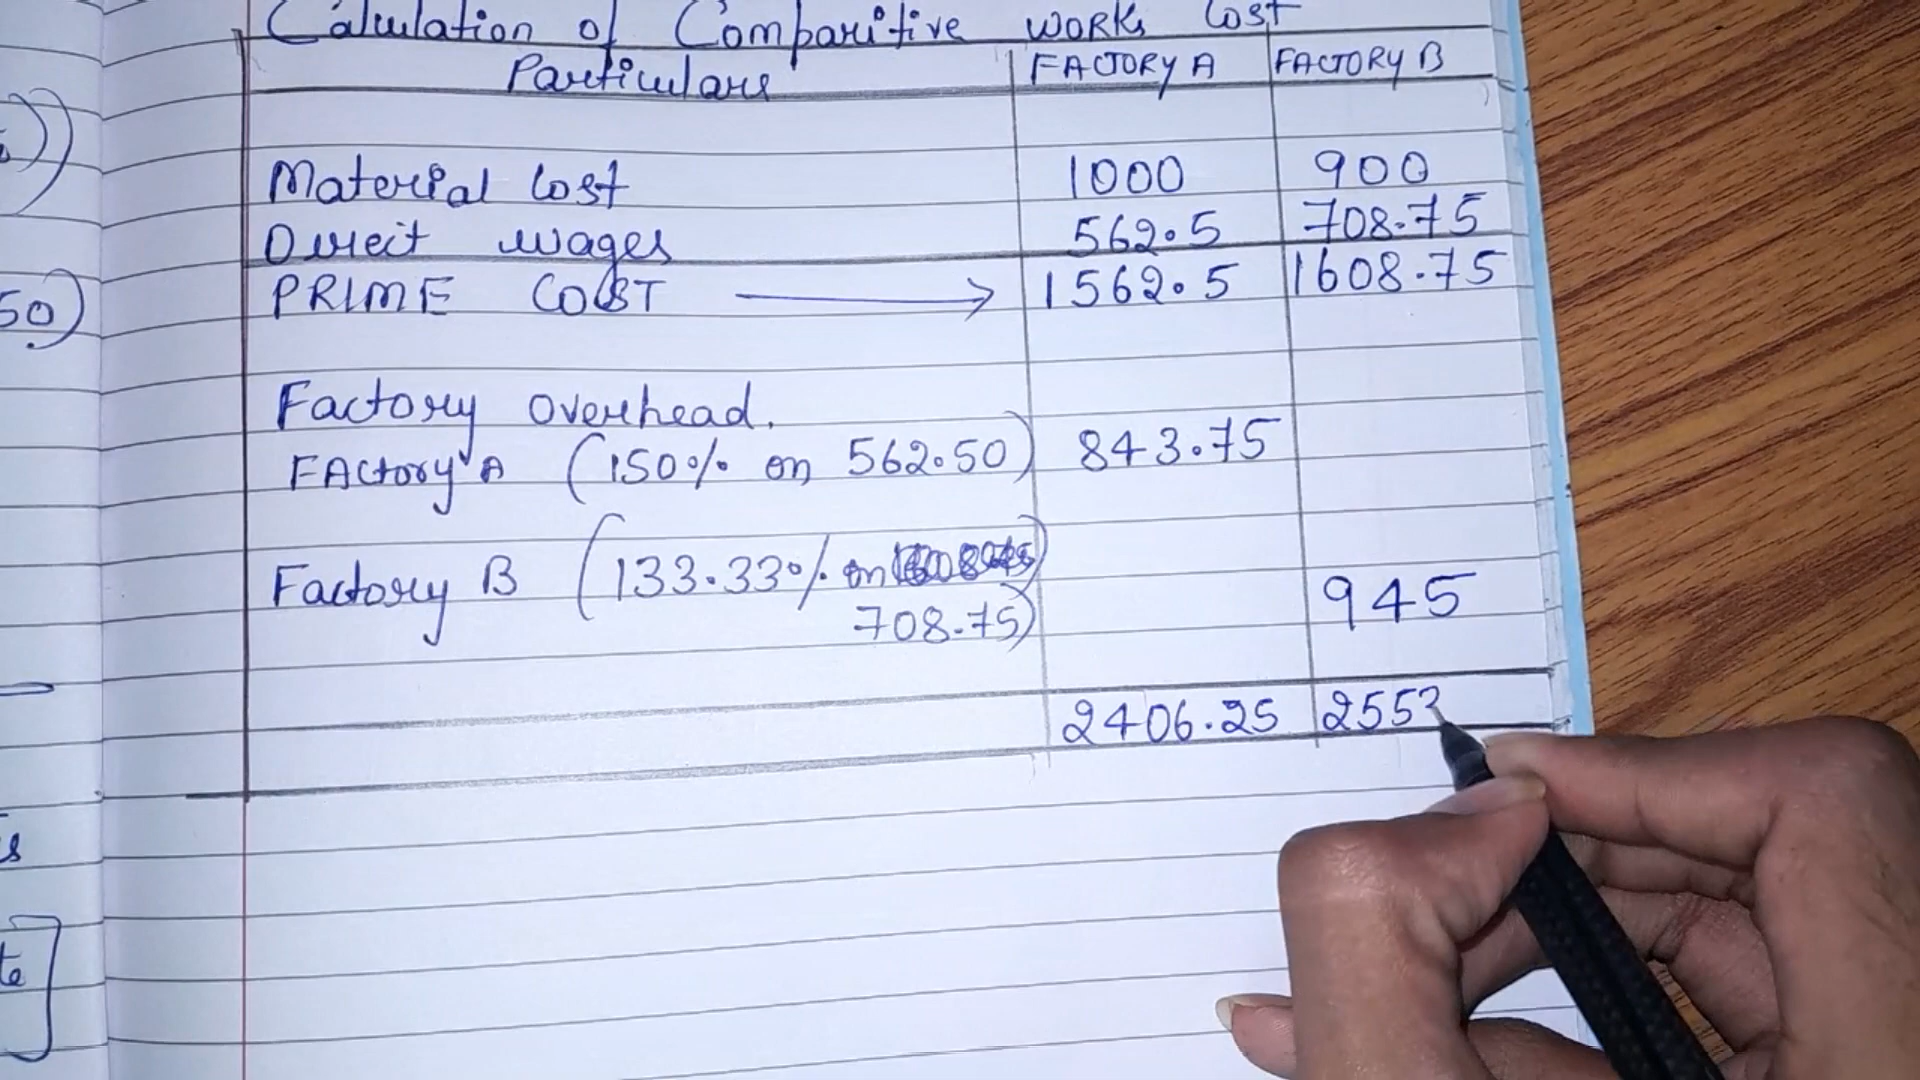 Calculation of Comparitive works Cost
Particulars FACTORY A FACTORY B
Material Cost 1000 900
Direct wages 562.5 708.75
PRIME COST → 1562.5 1608.75
Factory overhead.
FActory A (150% on 562.50) 843.75
Factory B (133.33% on
708.75) 945
2406.25 2553
50)